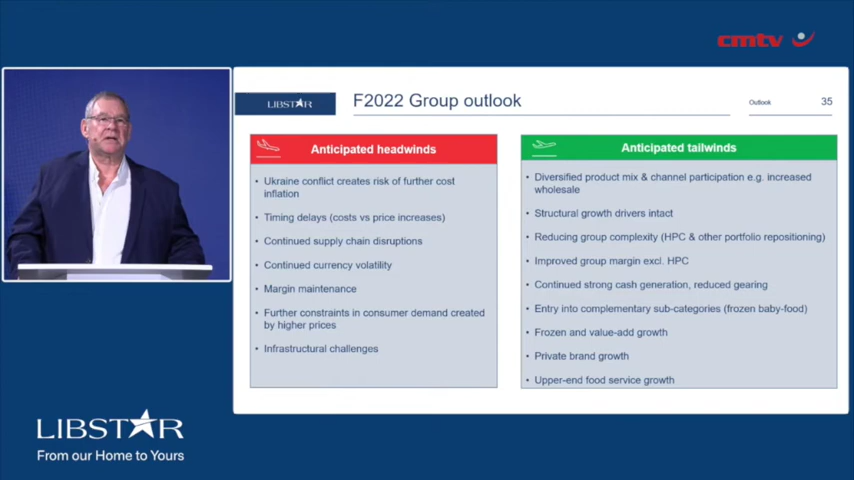 cmtv
LIBSTAR
F2022 Group outlook
Outlook
35
Anticipated headwinds
• Ukraine conflict creates risk of further cost
inflation
• Timing delays (costs vs price increases)
• Continued supply chain disruptions
• Continued currency volatility
• Margin maintenance
• Further constraints in consumer demand created
by higher prices
• Infrastructural challenges
Anticipated tailwinds
• Diversified product mix & channel participation e.g. increased
wholesale
• Structural growth drivers intact
• Reducing group complexity (HPC & other portfolio repositioning)
• Improved group margin excl. HPC
• Continued strong cash generation, reduced gearing
• Entry into complementary sub-categories (frozen baby-food)
• Frozen and value-add growth
• Private brand growth
• Upper-end food service growth
LIBSTAR
From our Home to Yours